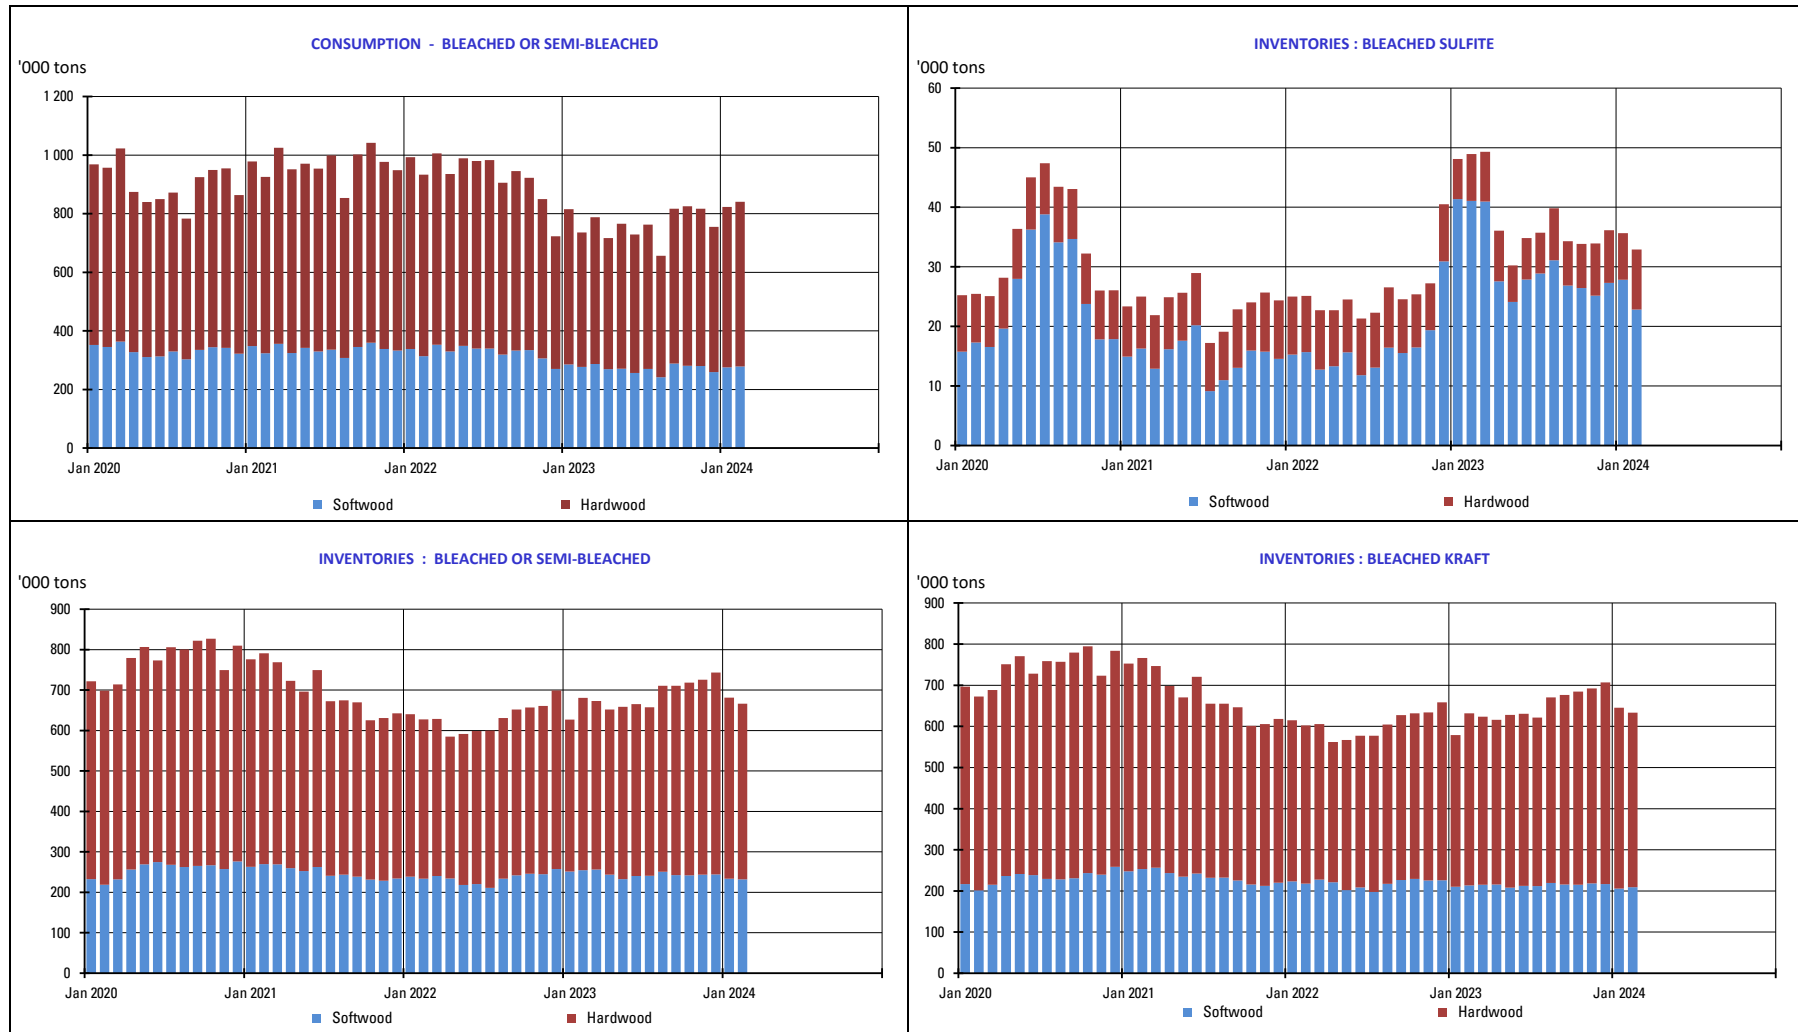 CONSUMPTION - BLEACHED OR SEMI-BLEACHED
'000 tons
1 200
1 000
800
600
400
200
0
Jan 2020 Jan 2021 Jan 2022 Jan 2023 Jan 2024
Softwood Hardwood
INVENTORIES : BLEACHED SULFITE
'000 tons
60
50
40
30
20
10
0
Jan 2020 Jan 2021 Jan 2022 Jan 2023 Jan 2024
Softwood Hardwood
INVENTORIES : BLEACHED OR SEMI-BLEACHED
'000 tons
900
800
700
600
500
400
300
200
100
0
Jan 2020 Jan 2021 Jan 2022 Jan 2023 Jan 2024
Softwood Hardwood
INVENTORIES : BLEACHED KRAFT
'000 tons
900
800
700
600
500
400
300
200
100
0
Jan 2020 Jan 2021 Jan 2022 Jan 2023 Jan 2024
Softwood Hardwood